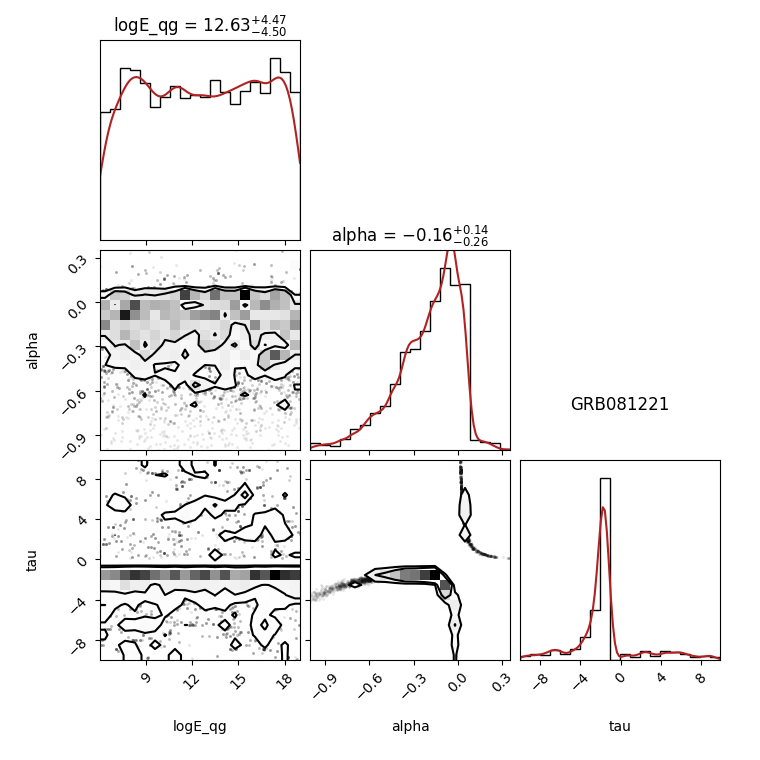 logE_qg = 12.63+4.47 −4.50
alpha = −0.16+0.14 −0.26
0.3
0.0
−0.3
−0.6
−0.9
alpha
GRB081221
8
4
0
−4
−8
tau
9 12 15 18
−0.9 −0.6 −0.3 0.0 0.3
−8 −4 0 4 8
logE_qg
alpha
tau